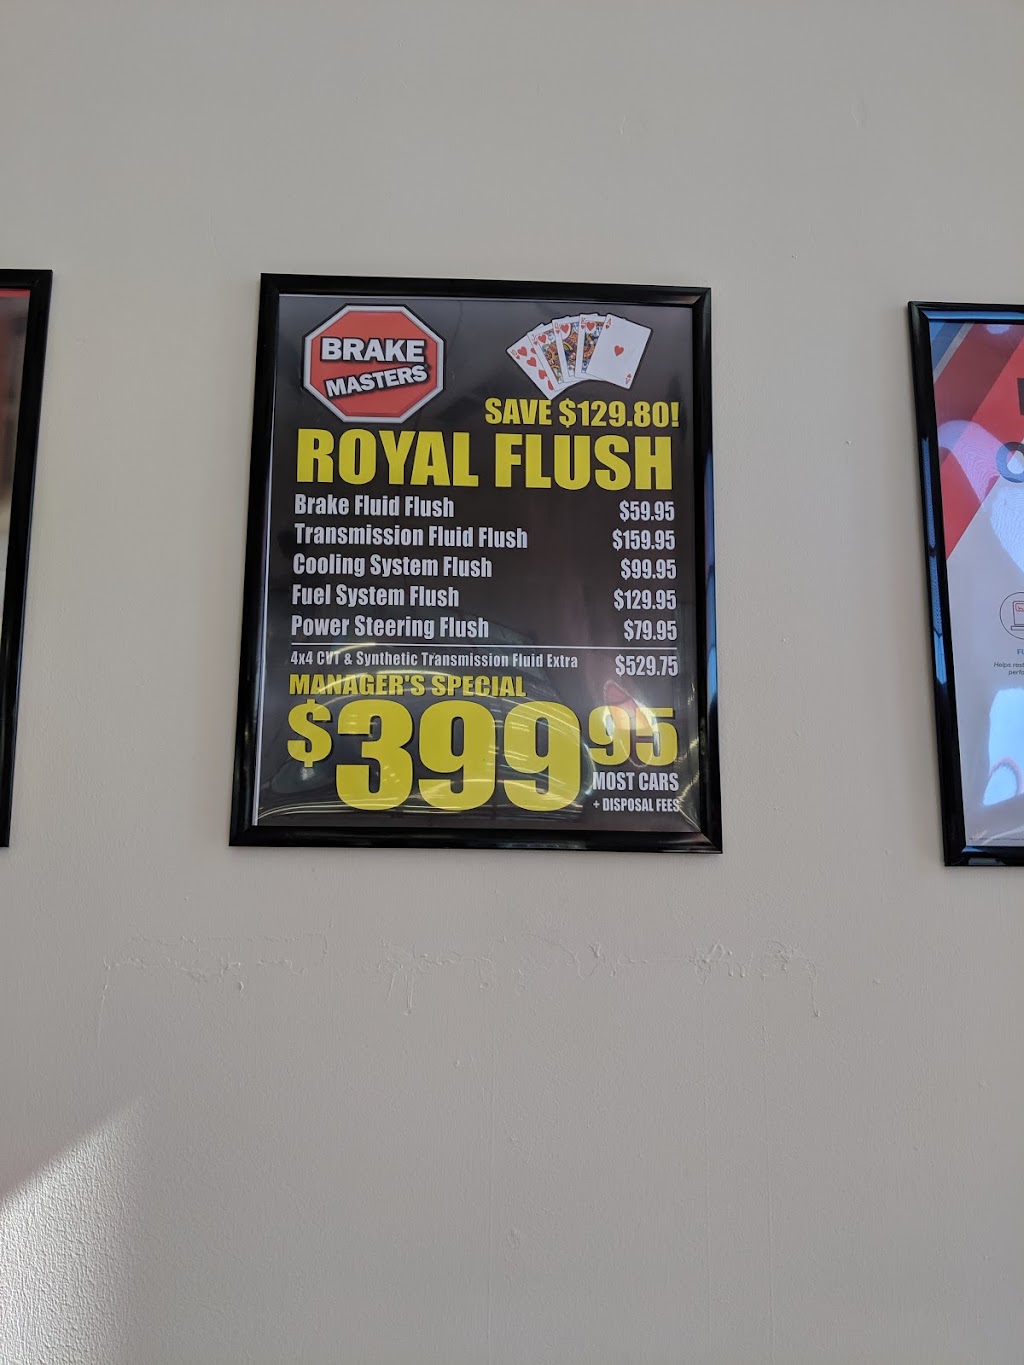 BRAKE
MASTERS
SAVE $129.80!
ROYAL FLUSH
Brake Fluid Flush $59.95
Transmission Fluid Flush $159.95
Cooling System Flush $99.95
Fuel System Flush $129.95
Power Steering Flush $79.95
4x4 CVT & Synthetic Transmission Fluid Extra $529.75
MANAGER'S SPECIAL
$399 95
MOST CARS
+ DISPOSAL FEES
Helps